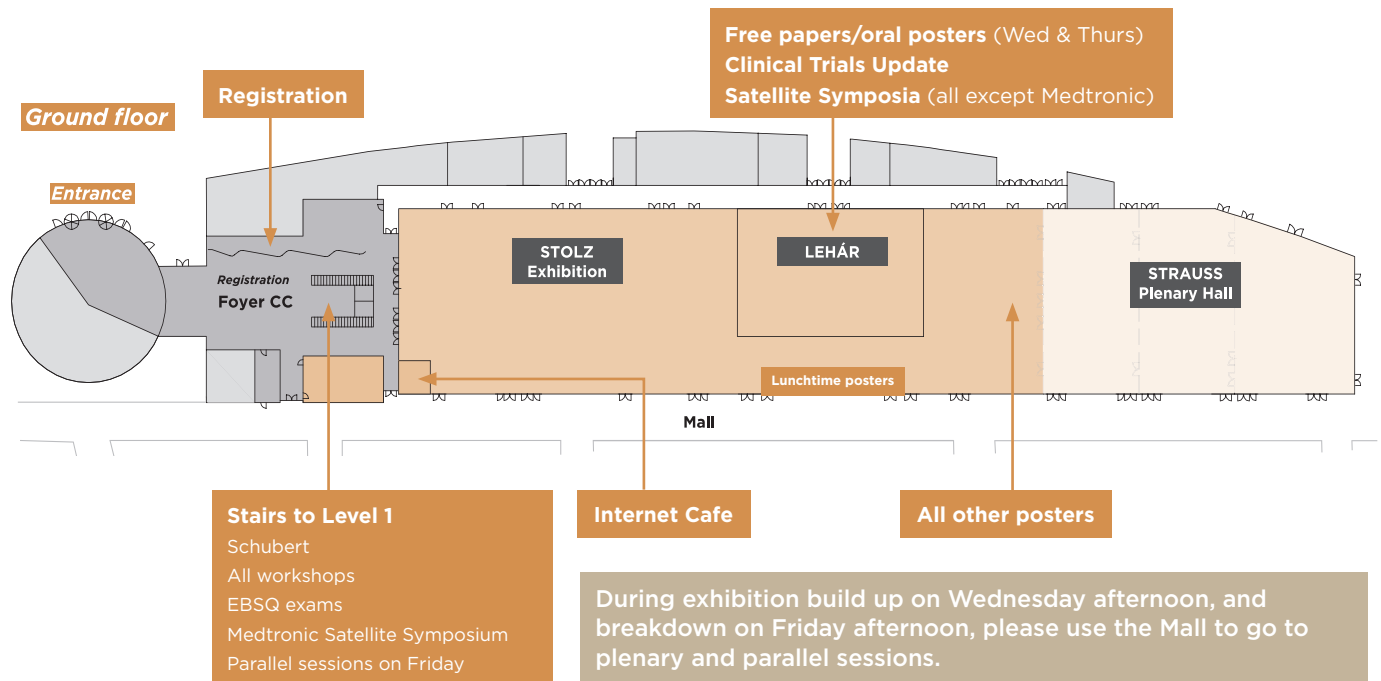 Free papers/oral posters (Wed & Thurs)
Clinical Trials Update
Satellite Symposia (all except Medtronic)
Registration
Ground floor
Entrance
STOLZ
Exhibition
LEHÁR
STRAUSS
Plenary Hall
Registration
Foyer CC
Lunchtime posters
Mall
Stairs to Level 1
Schubert
All workshops
EBSQ exams
Medtronic Satellite Symposium
Parallel sessions on Friday
Internet Cafe
All other posters
During exhibition build up on Wednesday afternoon, and
breakdown on Friday afternoon, please use the Mall to go to
plenary and parallel sessions.